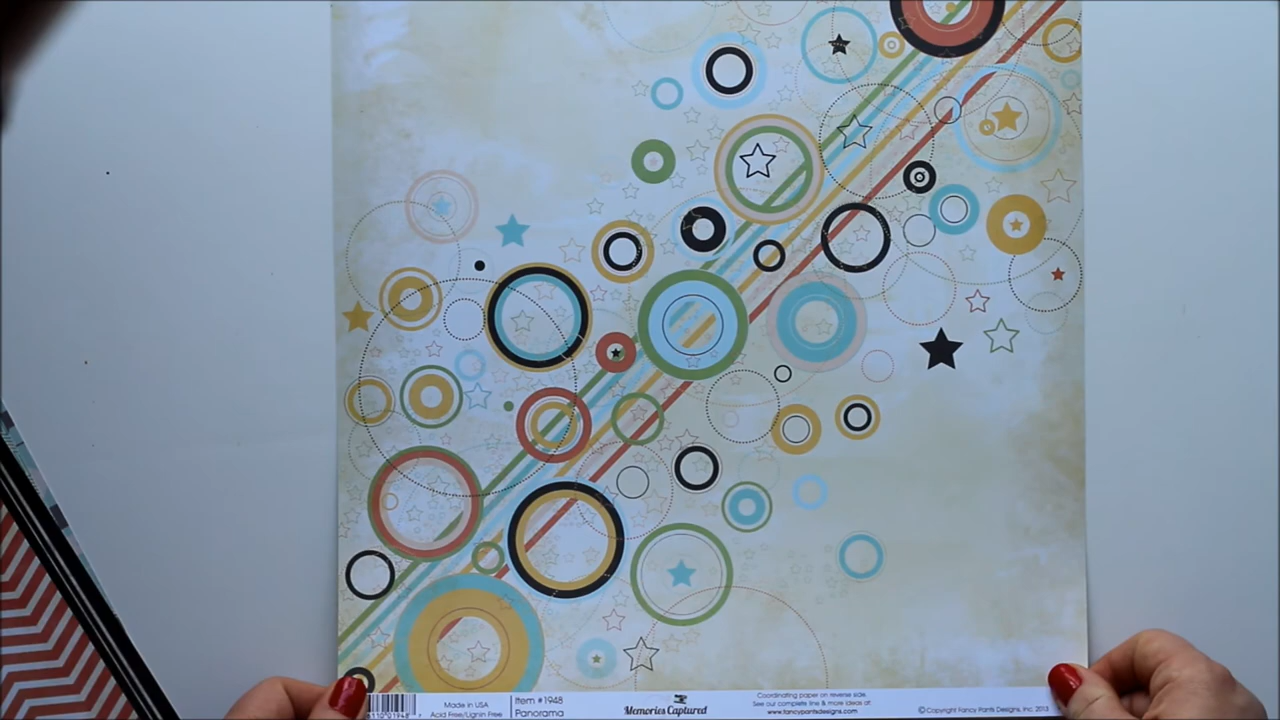 Made in USA
Acid Free/Lignin Free
Item #1948
Panorama
Memories Captured
Coordinating paper on reverse side.
See our complete line & more ideas at:
www.fancypantsdesigns.com
©Copyright Fancy Pants Designs, Inc. 2013